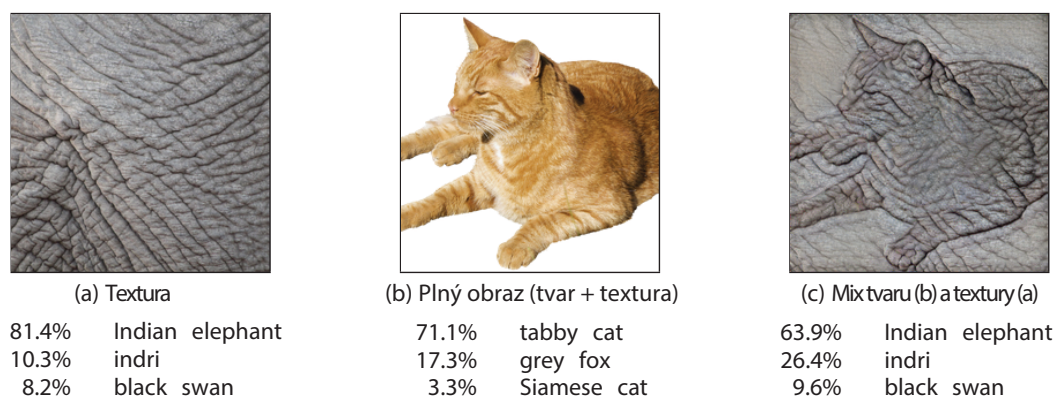 (a) Textura
81.4% Indian elephant
10.3% indri
8.2% black swan
(b) Plný obraz (tvar + textura)
71.1% tabby cat
17.3% grey fox
3.3% Siamese cat
(c) Mix tvaru (b) a textury (a)
63.9% Indian elephant
26.4% indri
9.6% black swan